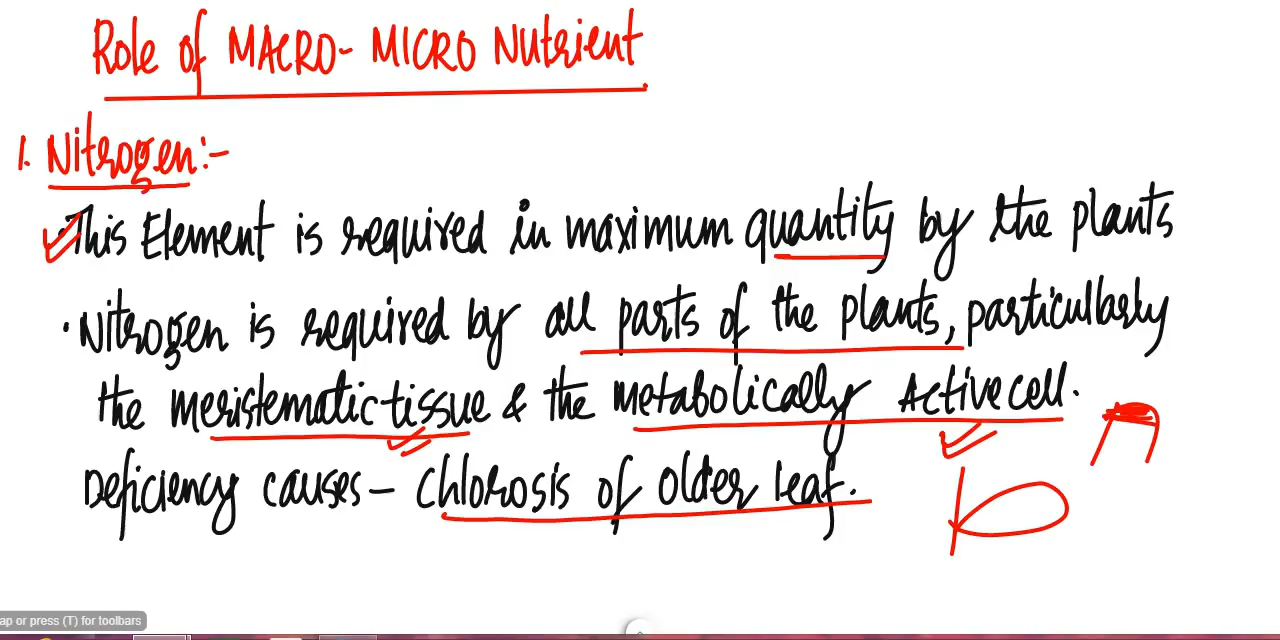 Role of MACRO-MICRO Nutrient
1. Nitrogen:-
This Element is required in maximum quantity by the plants
• Nitrogen is required by all parts of the plants, particularly
the meristematic tissue & the metabolically Active cell.
Deficiency causes - Chlorosis of older leaf.
ap or press (T) for toolbars